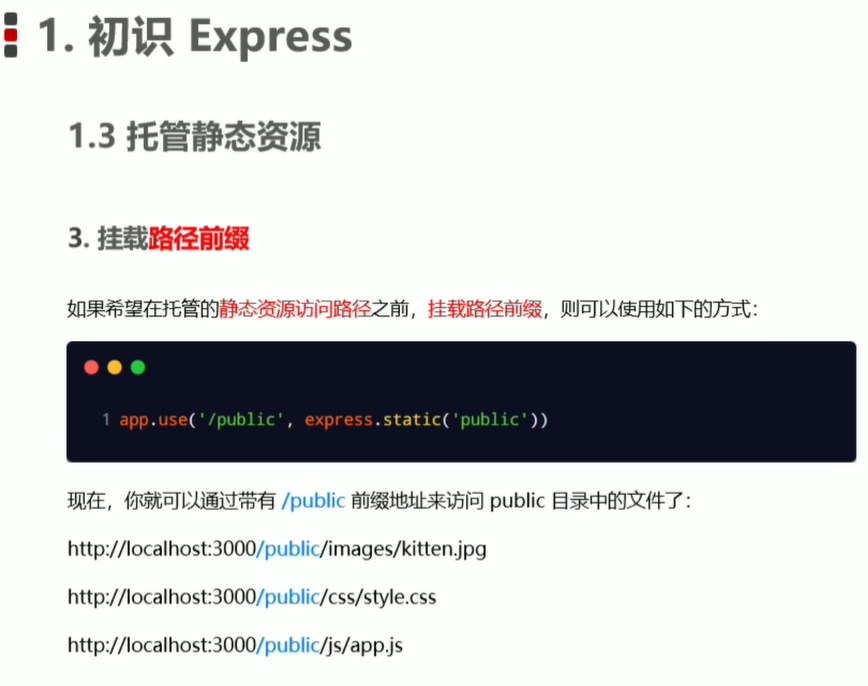 1. 初识 Express
1.3 托管静态资源
3. 挂载路径前缀
如果希望在托管的静态资源访问路径之前，挂载路径前缀，则可以使用如下的方式：
1 app.use('/public', express.static('public'))
现在，你就可以通过带有 /public 前缀地址来访问 public 目录中的文件了：
http://localhost:3000/public/images/kitten.jpg
http://localhost:3000/public/css/style.css
http://localhost:3000/public/js/app.js